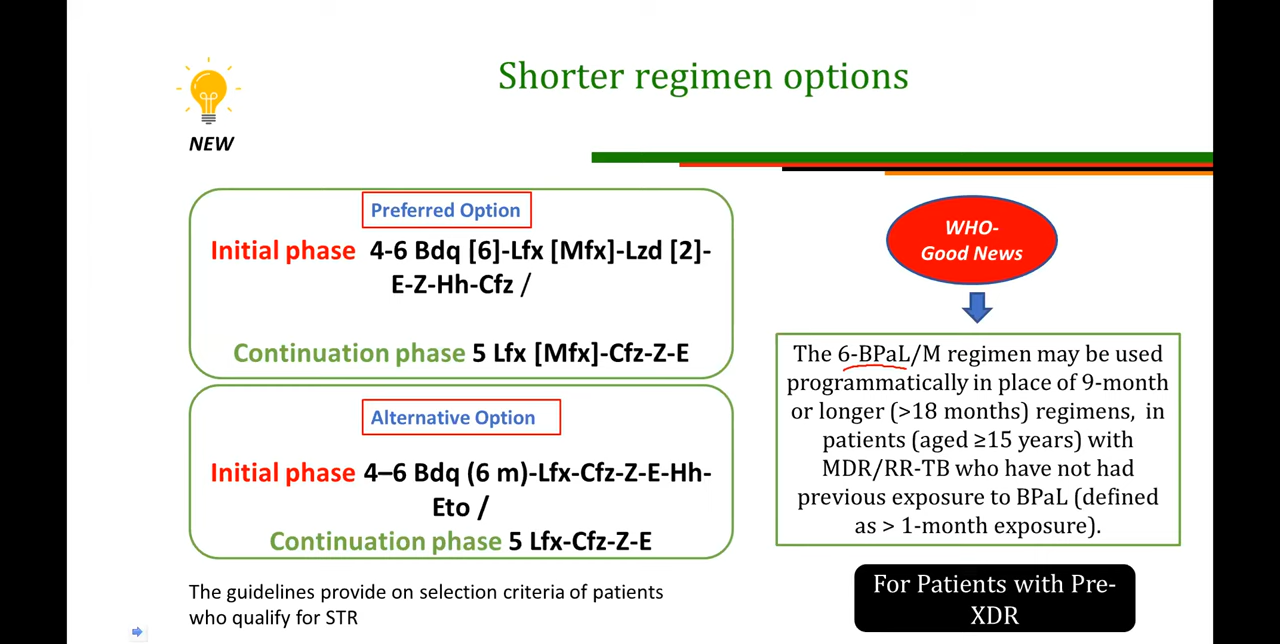 Shorter regimen options
NEW
Preferred Option
Initial phase 4-6 Bdq [6]-Lfx [Mfx]-Lzd [2]-
E-Z-Hh-Cfz /
Continuation phase 5 Lfx [Mfx]-Cfz-Z-E
Alternative Option
Initial phase 4–6 Bdq (6 m)-Lfx-Cfz-Z-E-Hh-
Eto /
Continuation phase 5 Lfx-Cfz-Z-E
The guidelines provide on selection criteria of patients
who qualify for STR
WHO-
Good News
The 6-BPaL/M regimen may be used
programmatically in place of 9-month
or longer (>18 months) regimens, in
patients (aged ≥15 years) with
MDR/RR-TB who have not had
previous exposure to BPaL (defined
as > 1-month exposure).
For Patients with Pre-
XDR